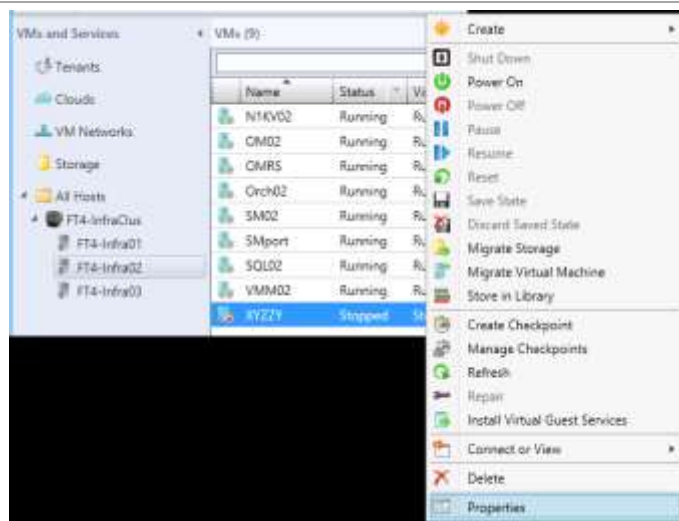 VMs and Services
Tenants
Clouds
VM Networks
Storage
All Hosts
FT4-InfraClus
FT4-Infra01
FT4-Infra02
FT4-Infra03
VMs (9)
Name Status
N1KV02 Running
OM02 Running
OMRS Running
Orch02 Running
SM02 Running
SMport Running
SQL02 Running
VMM02 Running
XYZZY Stopped
Create
Shut Down
Power On
Power Off
Pause
Resume
Reset
Save State
Discard Saved State
Migrate Storage
Migrate Virtual Machine
Store in Library
Create Checkpoint
Manage Checkpoints
Refresh
Repair
Install Virtual Guest Services
Connect or View
Delete
Properties